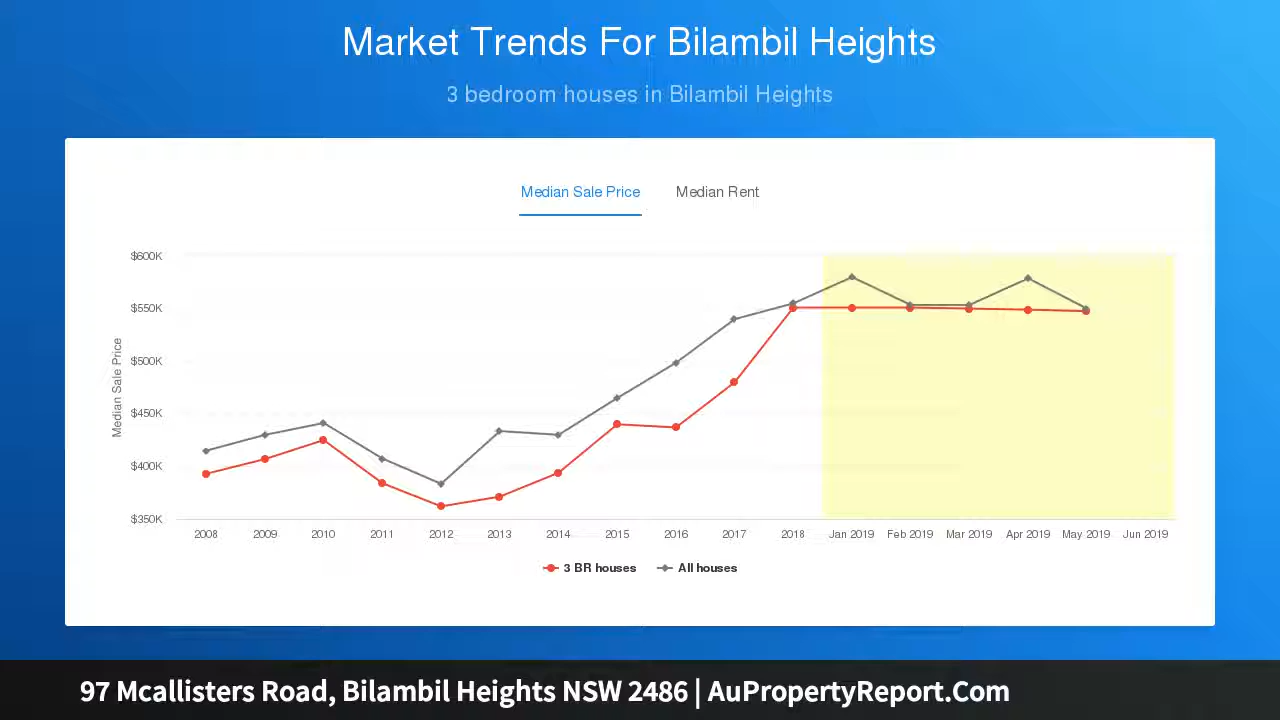 Market Trends For Bilambil Heights
3 bedroom houses in Bilambil Heights
Median Sale Price Median Rent
Median Sale Price
$600K
$550K
$500K
$450K
$400K
$350K
2008 2009 2010 2011 2012 2013 2014 2015 2016 2017 2018 Jan 2019 Feb 2019 Mar 2019 Apr 2019 May 2019 Jun 2019
3 BR houses All houses
97 Mcallisters Road, Bilambil Heights NSW 2486 | AuPropertyReport.Com